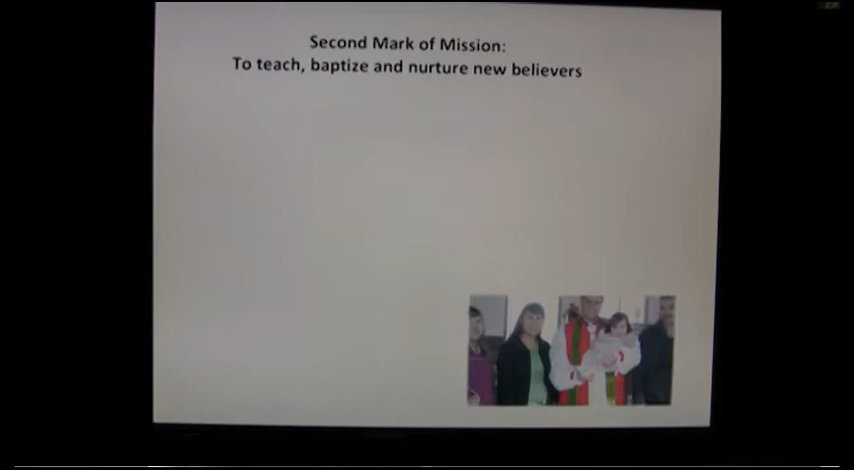 Second Mark of Mission:
To teach, baptize and nurture new believers